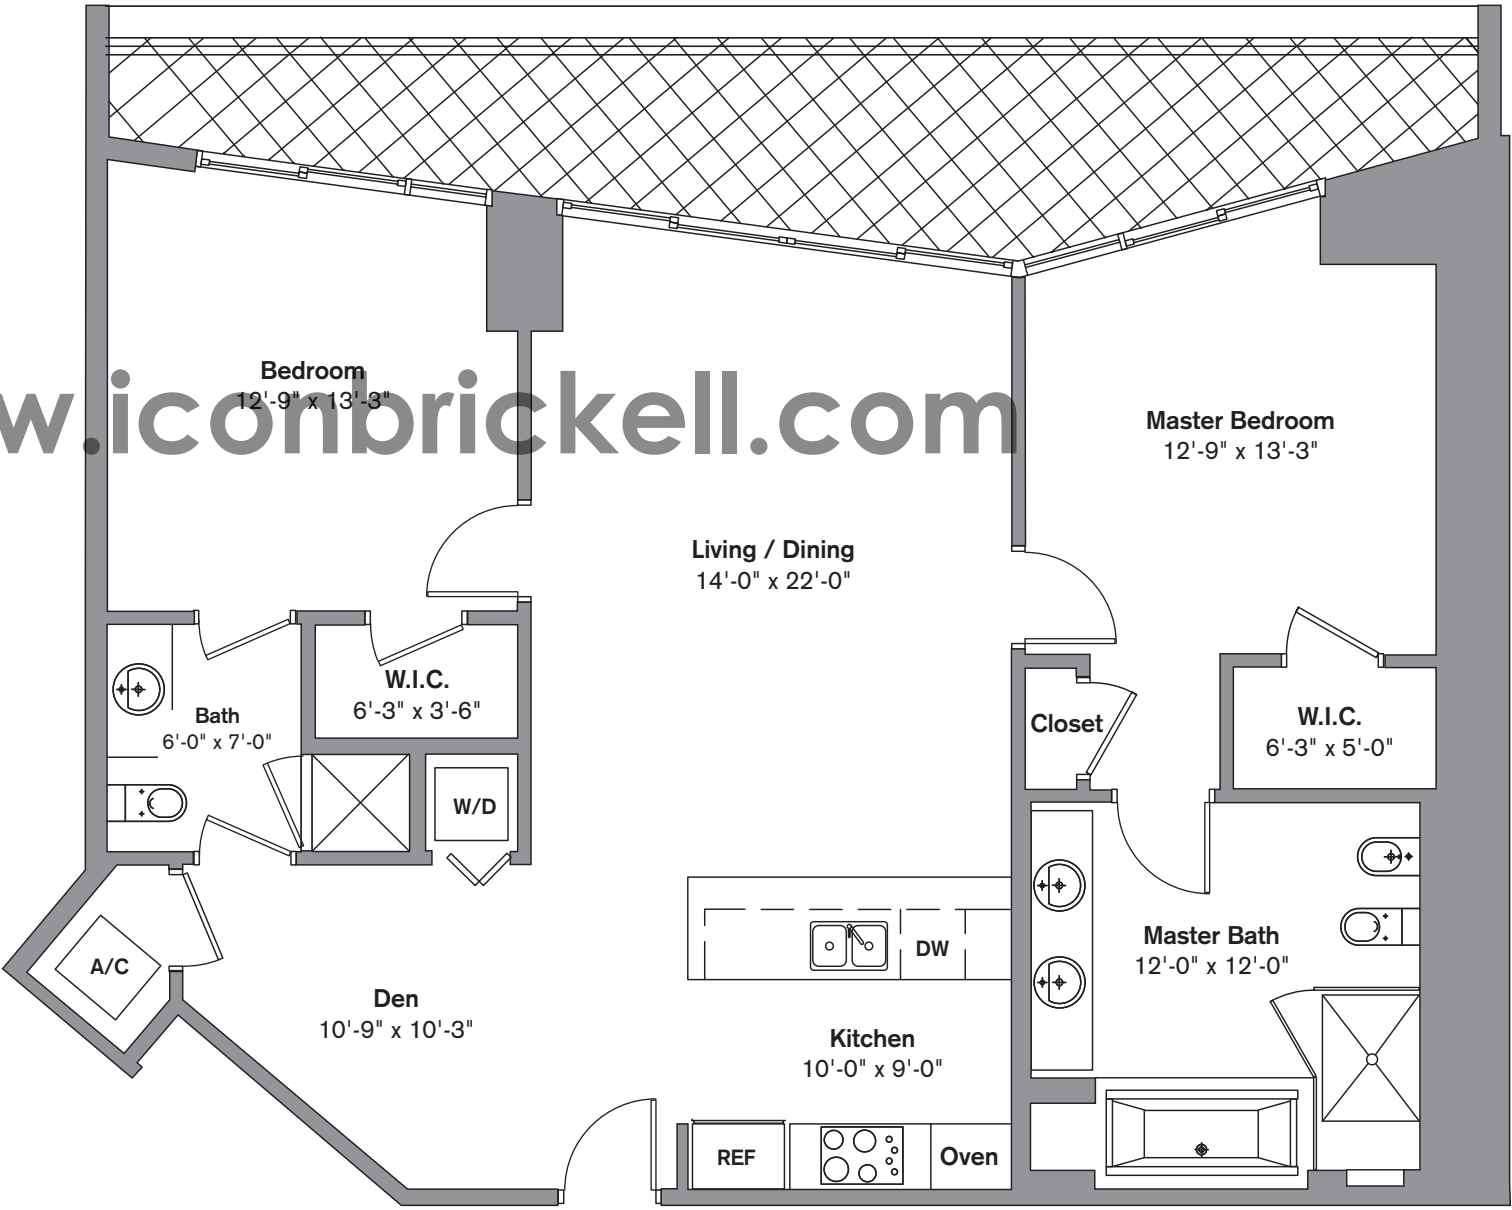 Bedroom
12'-9" x 13'-3"
w.iconbrickell.com
Master Bedroom
12'-9" x 13'-3"
Living / Dining
14'-0" x 22'-0"
W.I.C.
6'-3" x 3'-6"
Bath
6'-0" x 7'-0"
Closet
W.I.C.
6'-3" x 5'-0"
W/D
A/C
DW
Master Bath
12'-0" x 12'-0"
Den
10'-9" x 10'-3"
Kitchen
10'-0" x 9'-0"
REF
Oven